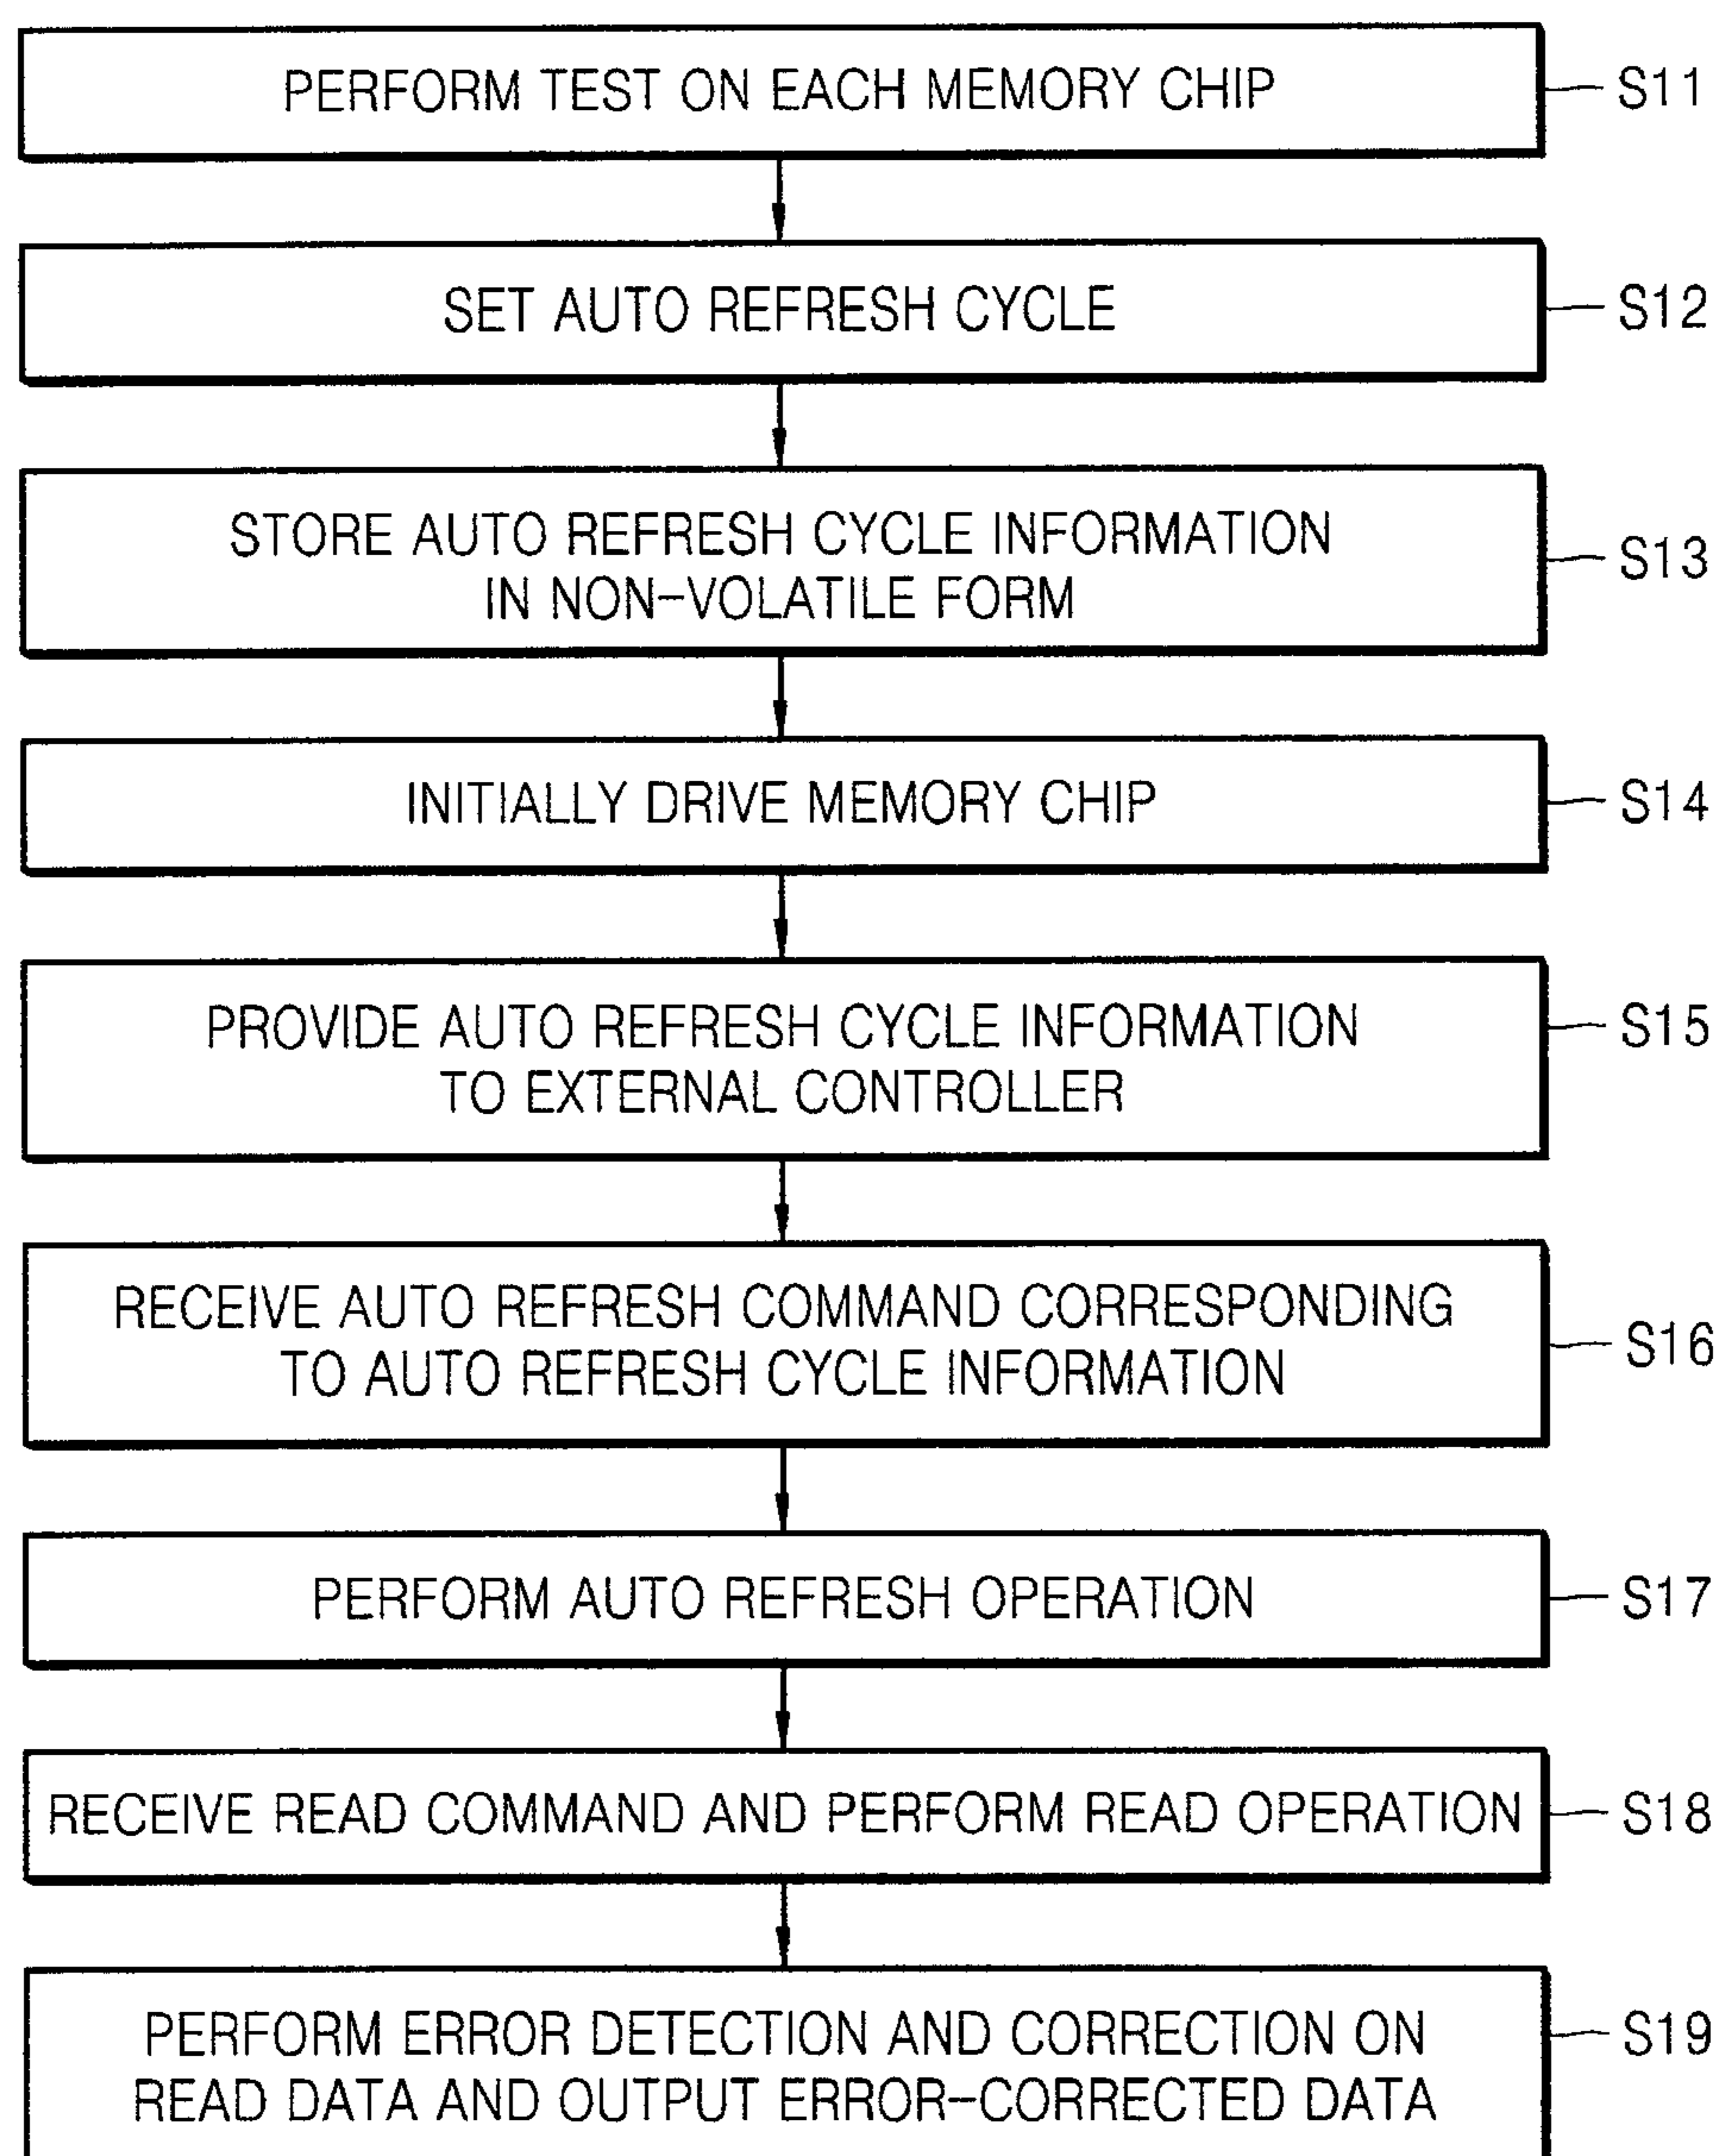 PERFORM TEST ON EACH MEMORY CHIP
S11
SET AUTO REFRESH CYCLE
S12
STORE AUTO REFRESH CYCLE INFORMATION
IN NON-VOLATILE FORM
S13
INITIALLY DRIVE MEMORY CHIP
S14
PROVIDE AUTO REFRESH CYCLE INFORMATION
TO EXTERNAL CONTROLLER
S15
RECEIVE AUTO REFRESH COMMAND CORRESPONDING
TO AUTO REFRESH CYCLE INFORMATION
S16
PERFORM AUTO REFRESH OPERATION
S17
RECEIVE READ COMMAND AND PERFORM READ OPERATION
S18
PERFORM ERROR DETECTION AND CORRECTION ON
READ DATA AND OUTPUT ERROR-CORRECTED DATA
S19